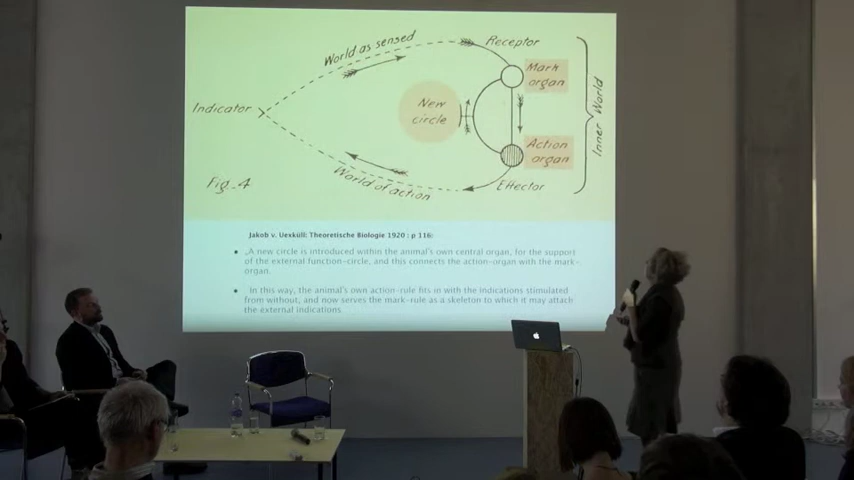 World as sensed
Receptor
Mark
organ
Indicator
New
circle
Inner World
Action
organ
World of action
Effector
Fig. 4
Jakob v. Uexküll: Theoretische Biologie 1920 : p 116:
„A new circle is introduced within the animal's own central organ, for the support
of the external function-circle, and this connects the action-organ with the mark-
organ.
In this way, the animal's own action-rule fits in with the indications stimulated
from without, and now serves the mark-rule as a skeleton to which it may attach
the external indications.